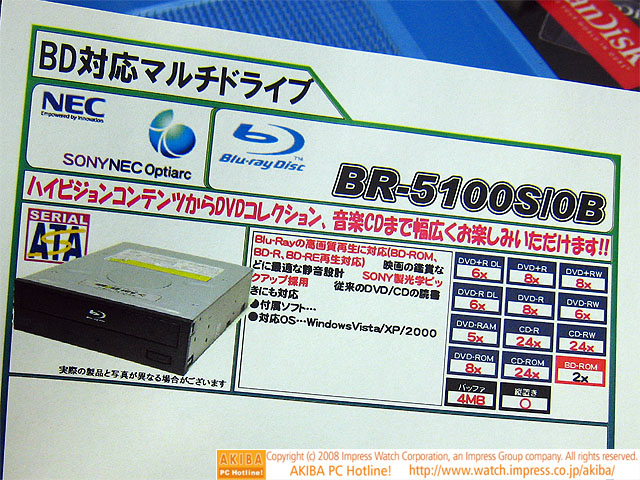 SanDisk
BD対応マルチドライブ
NEC
Empowered by Innovation
SONY NEC Optiarc
Blu-ray Disc
TM
BR-5100S/0B
ハイビジョンコンテンツからDVDコレクション、音楽CDまで幅広くお楽しみいただけます!!
SERIAL
ATA
Blu-Rayの高画質再生に対応(BD-ROM、
BD-R、BD-RE再生対応) 映画の鑑賞な
どに最適な静音設計 SONY製光学ピッ
クアップ採用 従来のDVD/CDの読書
きにも対応
●付属ソフト…
●対応OS…WindowsVista/XP/2000
DVD+R DL DVD+R DVD+RW
6x 8x 8x
DVD-R DL DVD-R DVD-RW
6x 8x 6x
DVD-RAM CD-R CD-RW
5x 24x 24x
DVD-ROM CD-ROM BD-ROM
8x 24x 2x
バッファ 縦置き
4MB ○
実際の製品と写真が異なる場合がございます
AKIBA
PC Hotline!
Copyright (c) 2008 Impress Watch Corporation, an Impress Group company. All rights reserved.
AKIBA PC Hotline! http://www.watch.impress.co.jp/akiba/